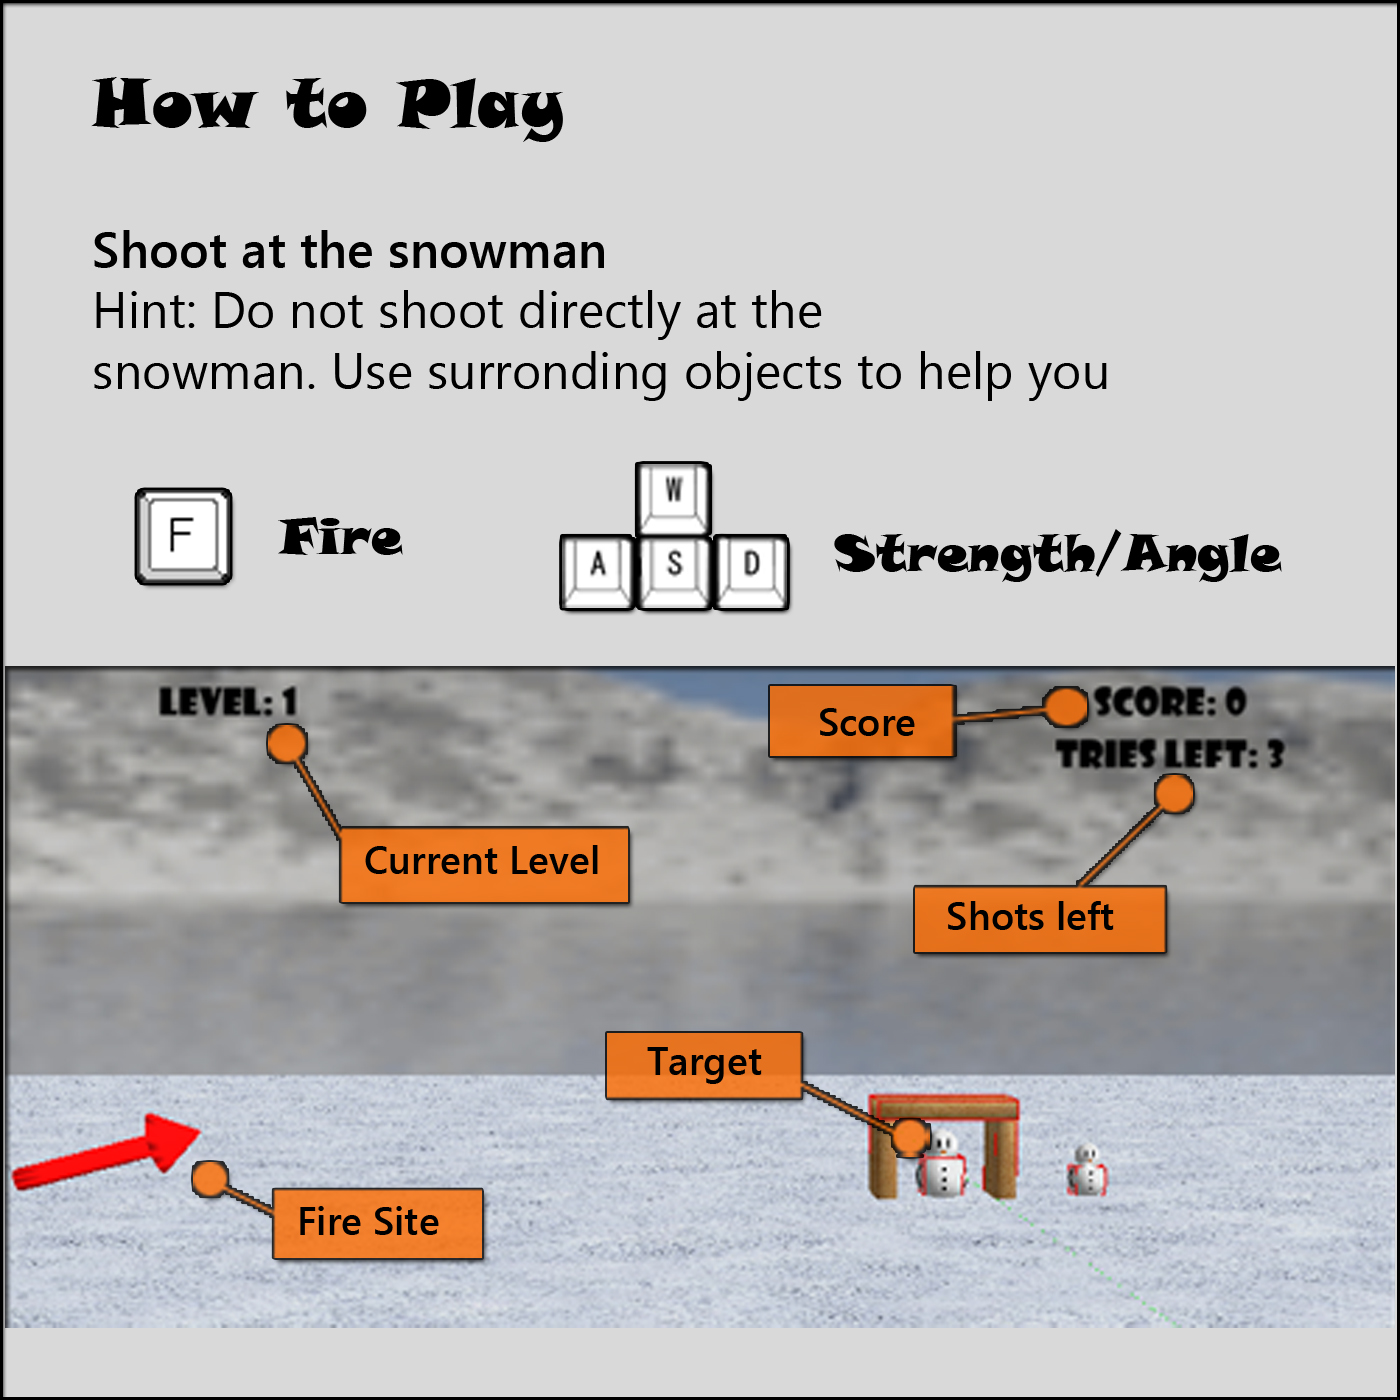 How to Play
Shoot at the snowman
Hint: Do not shoot directly at the
snowman. Use surronding objects to help you
F
Fire
W
A S D
Strength/Angle
LEVEL: 1
Score
SCORE: 0
TRIES LEFT: 3
Current Level
Shots left
Target
Fire Site